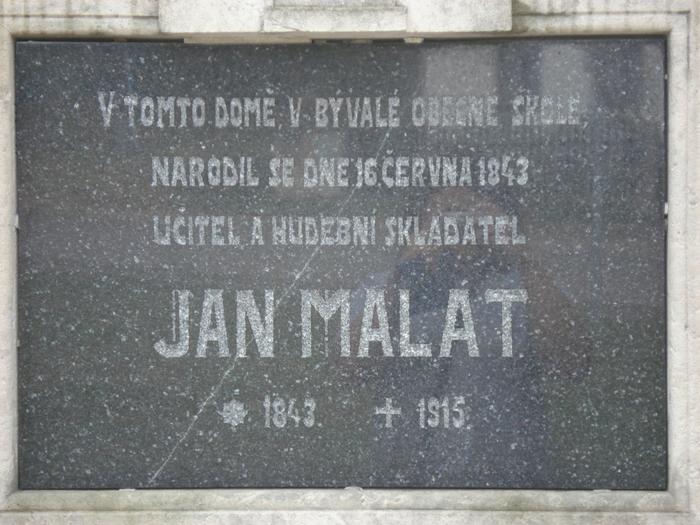 V TOMTO DOMĚ, V BÝVALÉ OBECNÉ ŠKOLE,
NARODIL SE DNE 16. ČERVNA 1843
UČITEL A HUDEBNÍ SKLADATEL
JAN MALÁT
* 1843. + 1915.